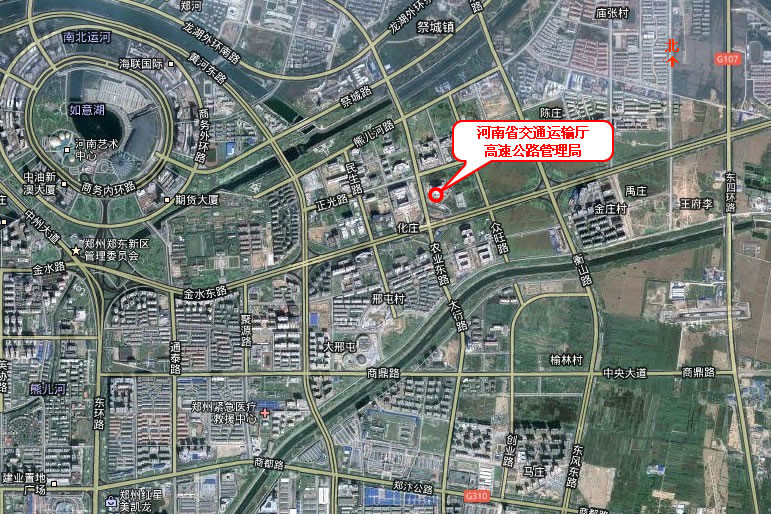 郑河
龙湖外环东路
祭城镇
庙张村
南北运河
龙湖外环南路
黄河东路
海联国际
北
G107
如意湖
商务外环路
祭城路
陈庄
河南省交通运输厅
高速公路管理局
河南艺术
中心
熊儿河路
民生路
中油新
澳大厦
商务内环路
期货大厦
正光路
禹庄
金庄村
王府李
东四环路
中州大道
化庄
众旺路
郑州郑东新区
管理委员会
金水路
金水东路
农业东路
衡山路
邢屯村
太行路
通泰路
聚源路
大邢屯
榆林村
商鼎路
中央大道
商鼎路
熊儿河
东环路
郑州紧急医疗
救援中心
创业路
马庄
东风东路
商都路
建业置地
广场
郑州红星
美凯龙
郑汴公路
G310
商都路